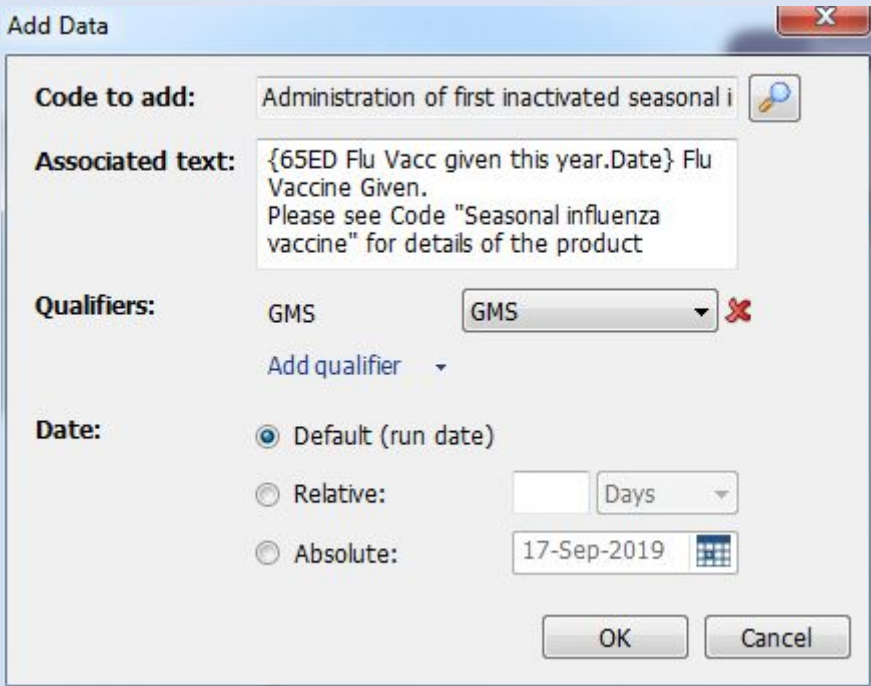 Add Data
Code to add: Administration of first inactivated seasonal i
Associated text: {65ED Flu Vacc given this year.Date} Flu
Vaccine Given.
Please see Code "Seasonal influenza
vaccine" for details of the product
Qualifiers: GMS GMS
Add qualifier
Date: Default (run date)
Relative: Days
Absolute: 17-Sep-2019
OK Cancel